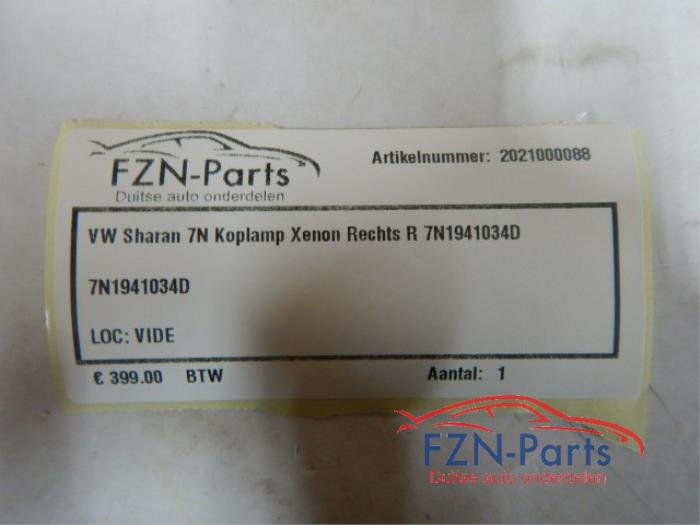 FZN-Parts
Duitse auto onderdelen
Artikelnummer: 2021000088
VW Sharan 7N Koplamp Xenon Rechts R 7N1941034D
7N1941034D
LOC: VIDE
€ 399.00 BTW
Aantal: 1
FZN-Parts
Duitse auto onderdelen